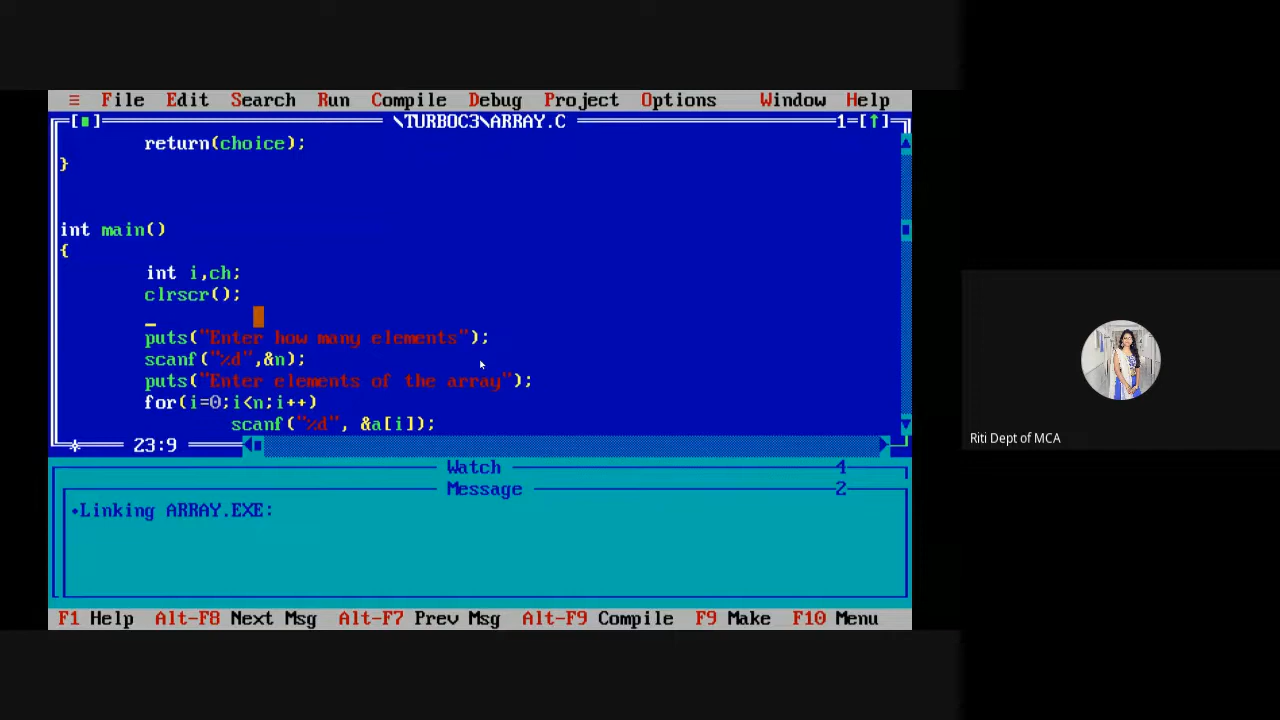 ≡ File Edit Search Run Compile Debug Project Options Window Help
[■] \TURBOC3\ARRAY.C 1=[↑]
return(choice);
}
int main()
{
int i,ch;
clrscr();
puts("Enter how many elements");
scanf("%d",&n);
puts("Enter elements of the array");
for(i=0;i<n;i++)
scanf("%d", &a[i]);
23:9
Watch 4
Message 2
•Linking ARRAY.EXE:
F1 Help Alt-F8 Next Msg Alt-F7 Prev Msg Alt-F9 Compile F9 Make F10 Menu
Riti Dept of MCA